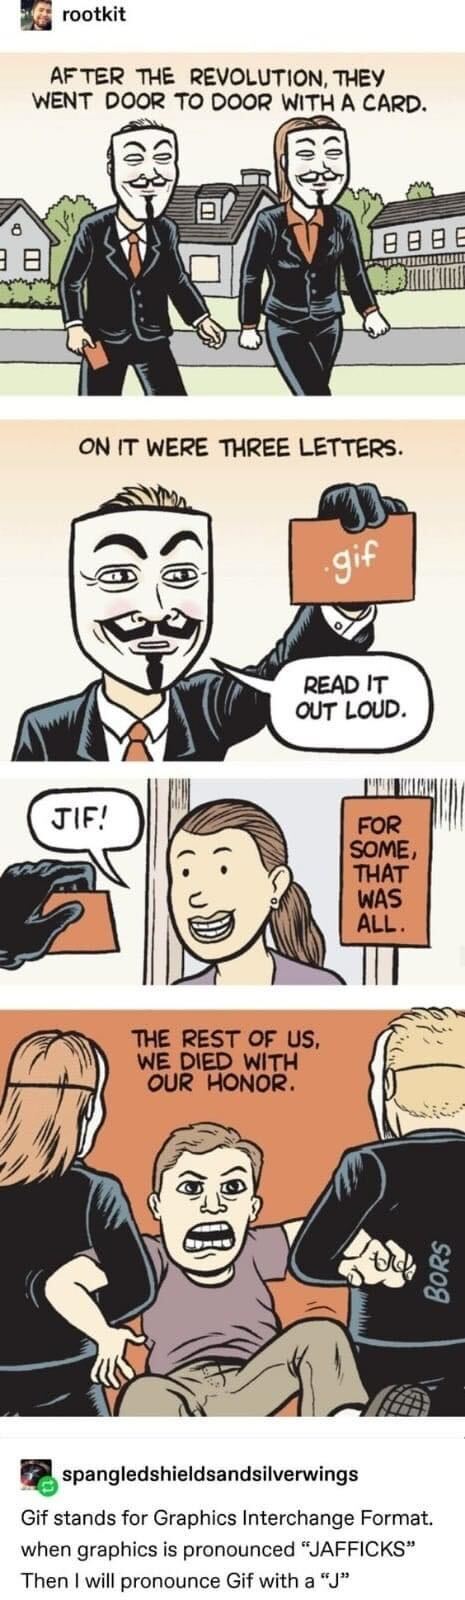 rootkit
AFTER THE REVOLUTION, THEY
WENT DOOR TO DOOR WITH A CARD.
ON IT WERE THREE LETTERS.
.gif
READ IT
OUT LOUD.
JIF!
FOR
SOME,
THAT
WAS
ALL.
THE REST OF US,
WE DIED WITH
OUR HONOR.
BORS
spangledshieldsandsilverwings
Gif stands for Graphics Interchange Format.
when graphics is pronounced “JAFFICKS”
Then I will pronounce Gif with a “J”